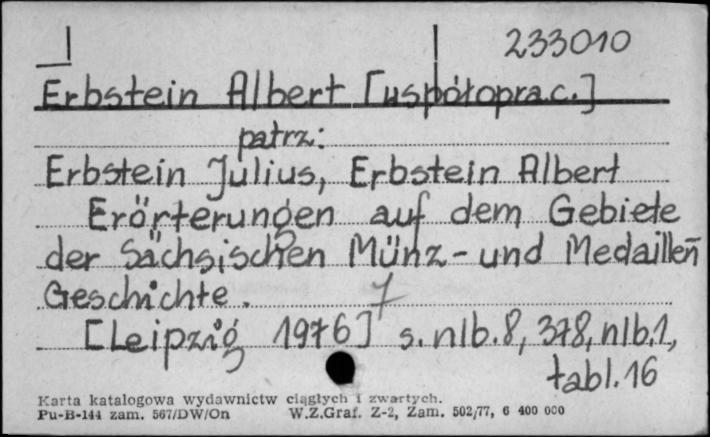 233010
Erbstein Albert [współoprac.]
patrz:
Erbstein Julius, Erbstein Albert
Erörterungen auf dem Gebiete
der Sächsischen Münz- und Medaillen
Geschichte. 7
[Leipzig 1976] s. nlb. 8, 378, nlb. 1,
tabl. 16
Karta katalogowa wydawnictw ciągłych i zwartych.
Pu-B-144 zam. 567/DW/On W.Z.Graf. Z-2, Zam. 502/77, 6 400 000